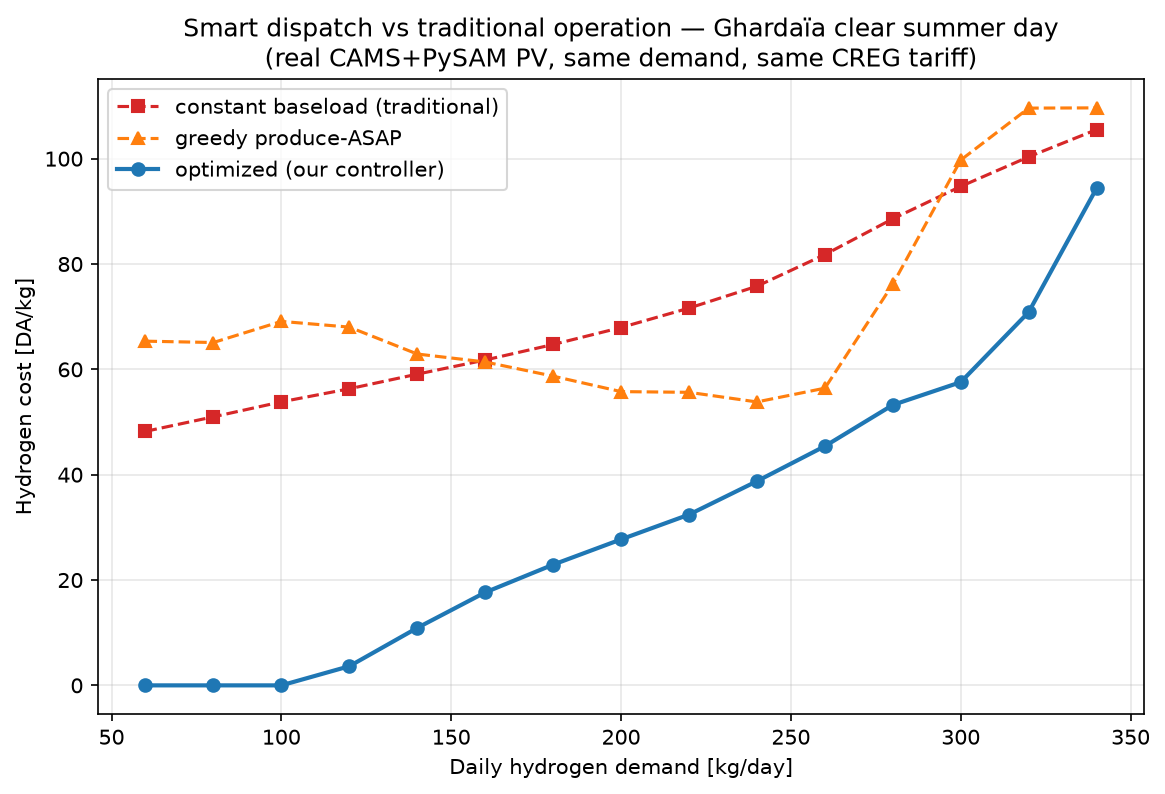 Smart dispatch vs traditional operation — Ghardaïa clear summer day
(real CAMS+PySAM PV, same demand, same CREG tariff)
constant baseload (traditional)
greedy produce-ASAP
optimized (our controller)
Hydrogen cost [DA/kg]
100
80
60
40
20
0
50
100
150
200
250
300
350
Daily hydrogen demand [kg/day]